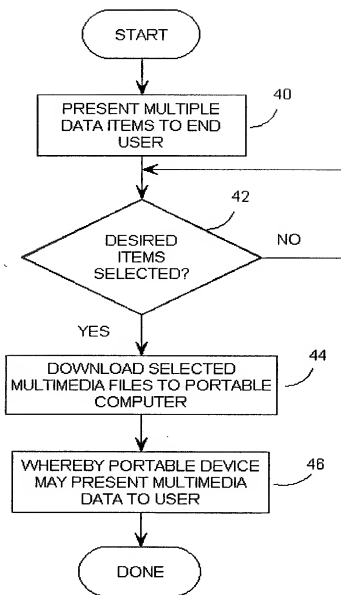 START
40
PRESENT MULTIPLE
DATA ITEMS TO END
USER
42
DESIRED
ITEMS
SELECTED?
NO
YES
44
DOWNLOAD SELECTED
MULTIMEDIA FILES TO PORTABLE
COMPUTER
46
WHEREBY PORTABLE DEVICE
MAY PRESENT MULTIMEDIA
DATA TO USER
DONE